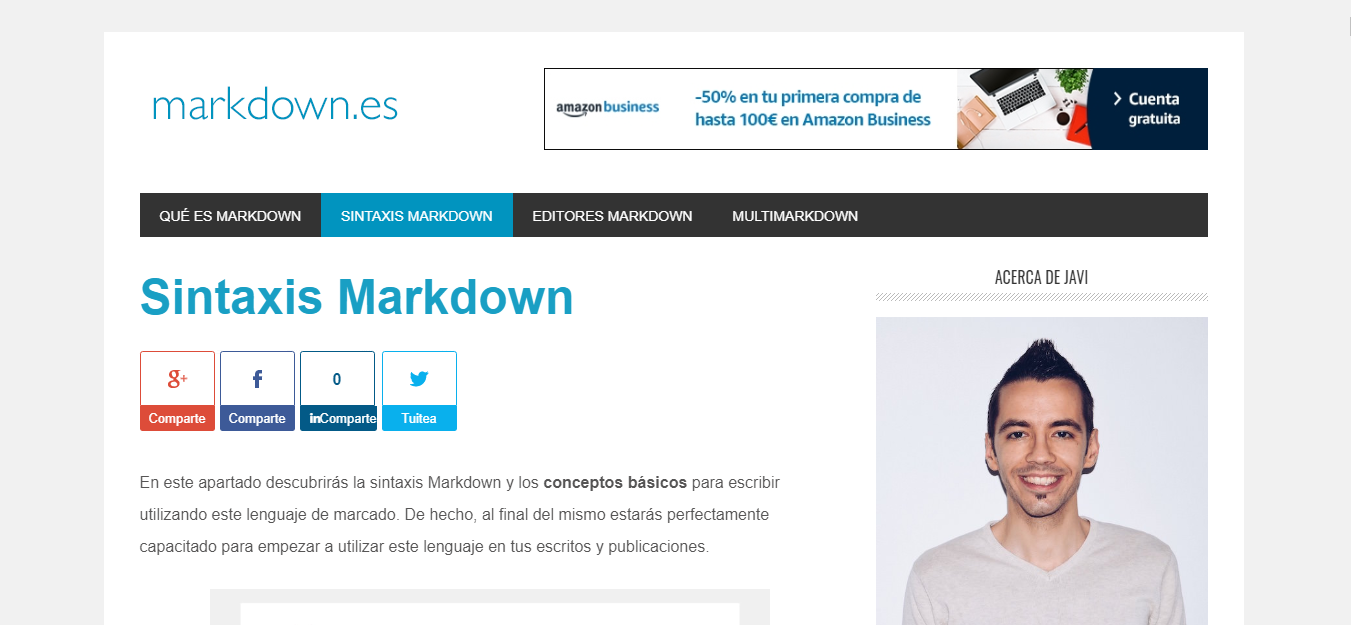 markdown.es
amazon business
-50% en tu primera compra de
hasta 100€ en Amazon Business
Cuenta
gratuita
QUÉ ES MARKDOWN
SINTAXIS MARKDOWN
EDITORES MARKDOWN
MULTIMARKDOWN
Sintaxis Markdown
ACERCA DE JAVI
g+
f
0
Comparte
Comparte
inComparte
Tuitea
En este apartado descubrirás la sintaxis Markdown y los conceptos básicos para escribir
utilizando este lenguaje de marcado. De hecho, al final del mismo estarás perfectamente
capacitado para empezar a utilizar este lenguaje en tus escritos y publicaciones.